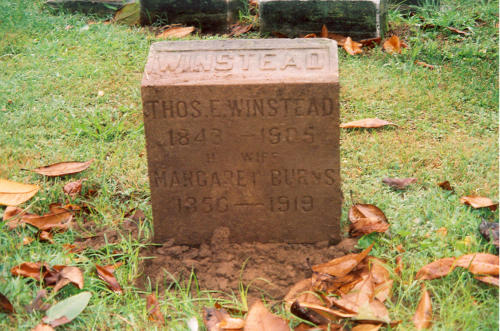 WINSTEAD
THOS. E. WINSTEAD
1843 – 1905
WIFE
MARGARET BURNS
1856 – 1919